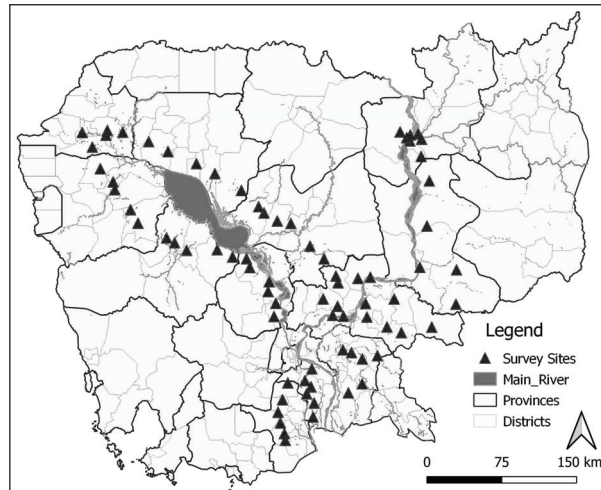 Legend
Survey Sites
Main_River
Provinces
Districts
0 75 150 km